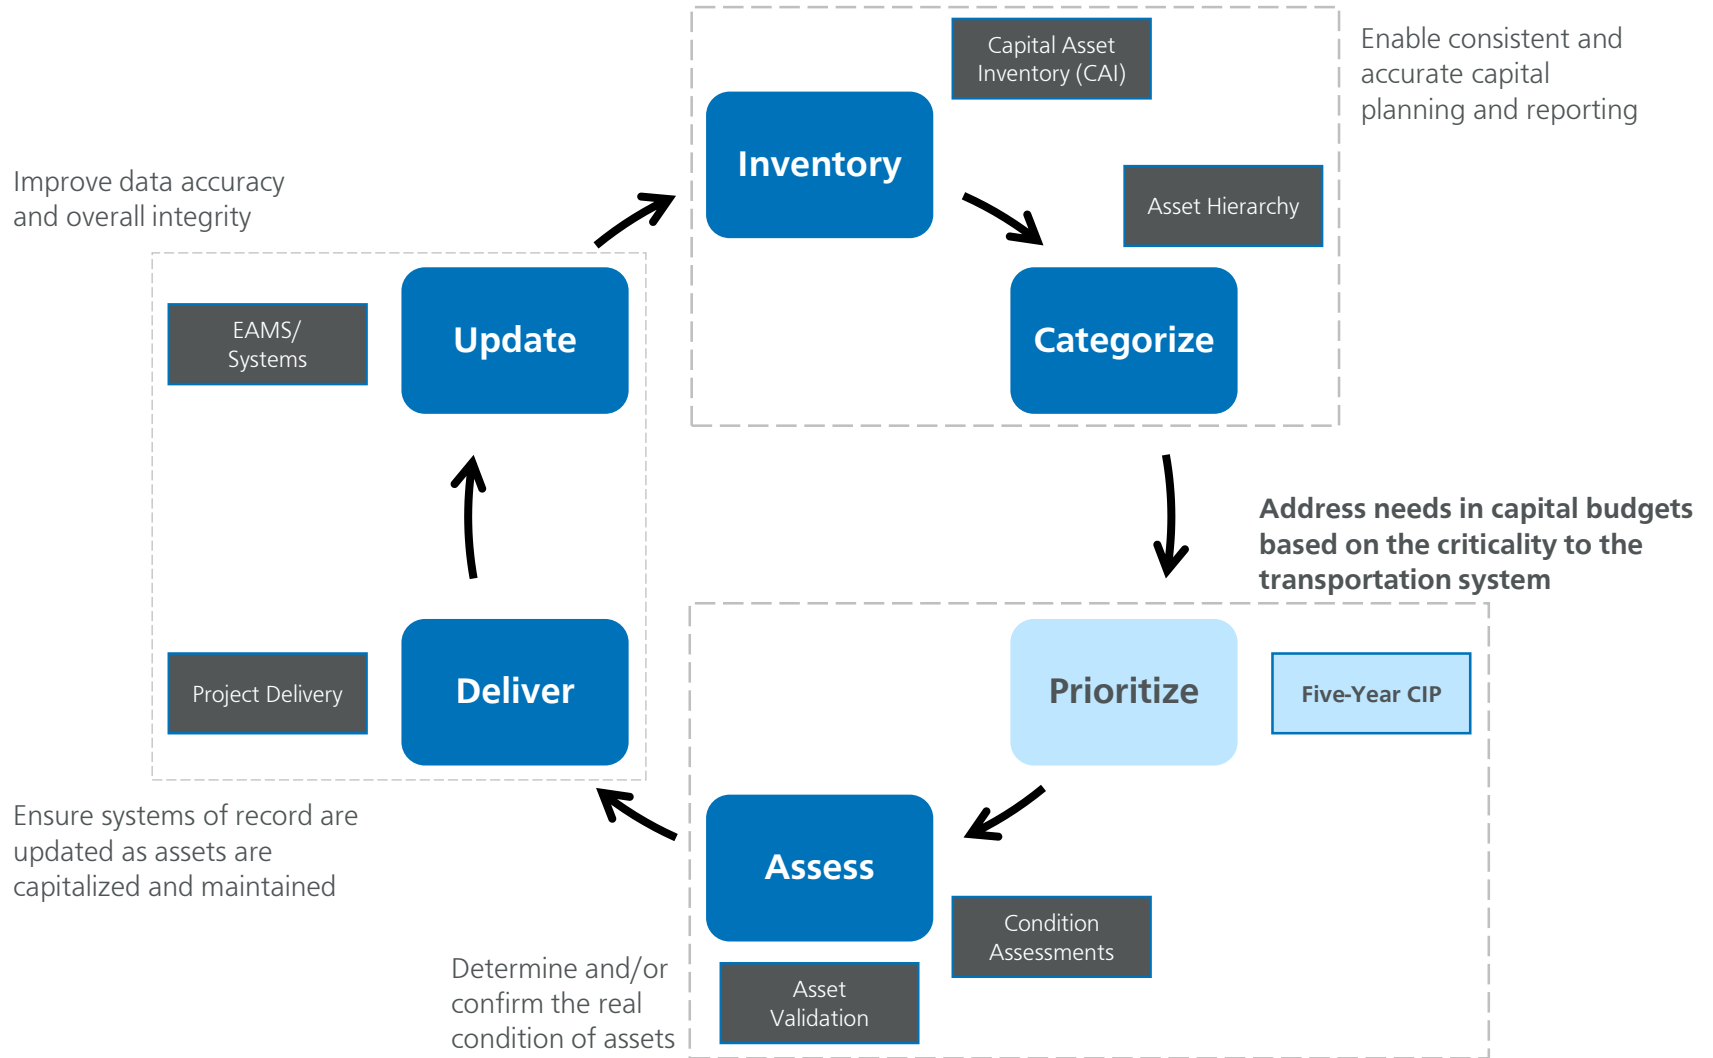 Capital Asset
Inventory (CAI)
Enable consistent and
accurate capital
planning and reporting
Inventory
Asset Hierarchy
Improve data accuracy
and overall integrity
EAMS/
Systems
Update
Categorize
Address needs in capital budgets
based on the criticality to the
transportation system
Project Delivery
Deliver
Prioritize
Five-Year CIP
Ensure systems of record are
updated as assets are
capitalized and maintained
Assess
Condition
Assessments
Determine and/or
confirm the real
condition of assets
Asset
Validation